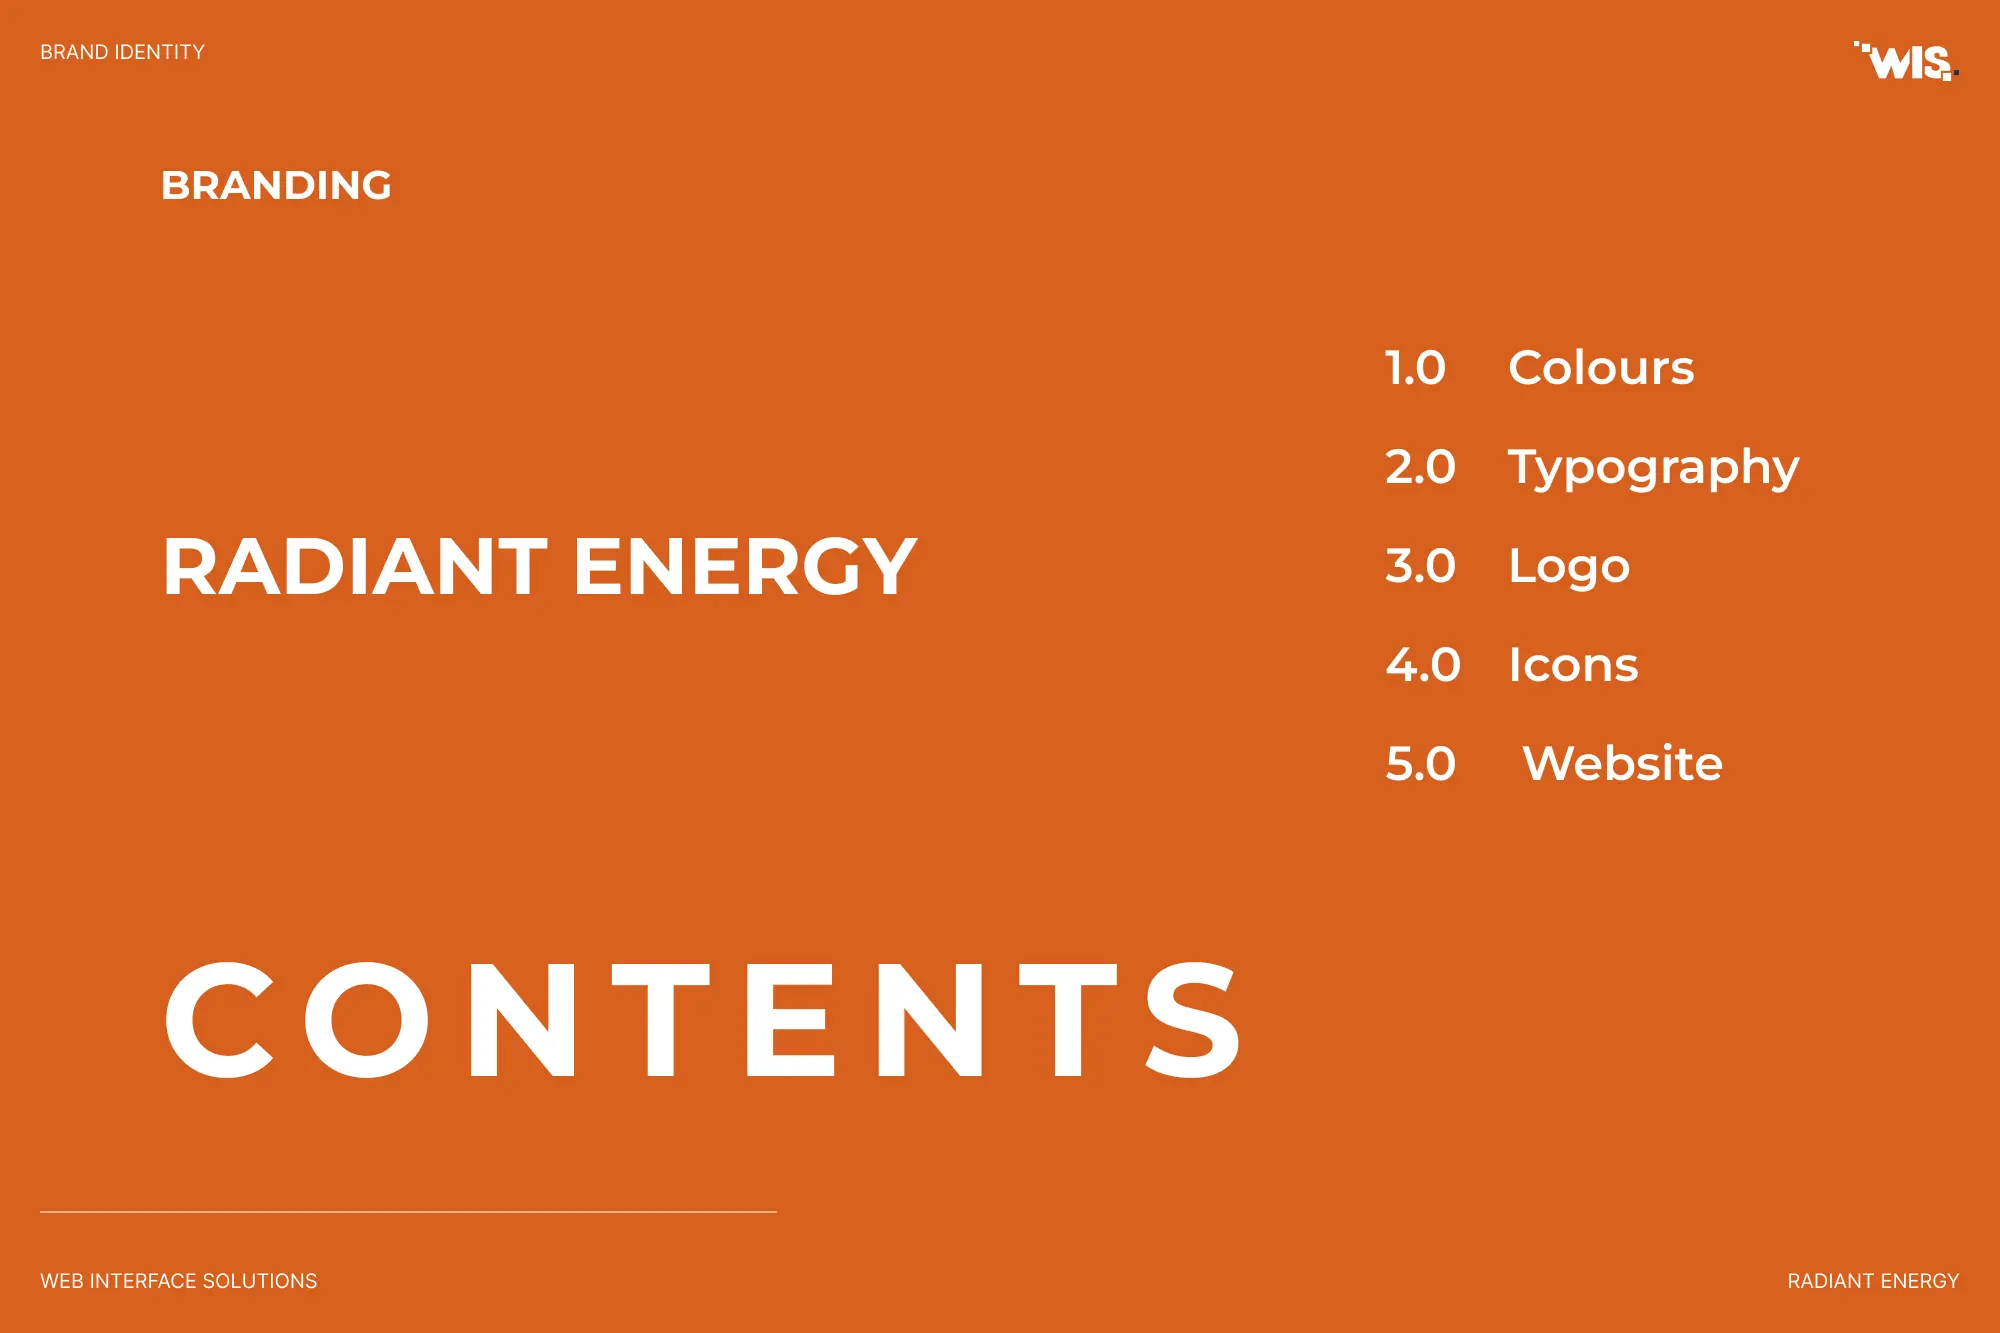 BRAND IDENTITY
WIS
BRANDING
RADIANT ENERGY
1.0 Colours
2.0 Typography
3.0 Logo
4.0 Icons
5.0 Website
CONTENTS
WEB INTERFACE SOLUTIONS
RADIANT ENERGY